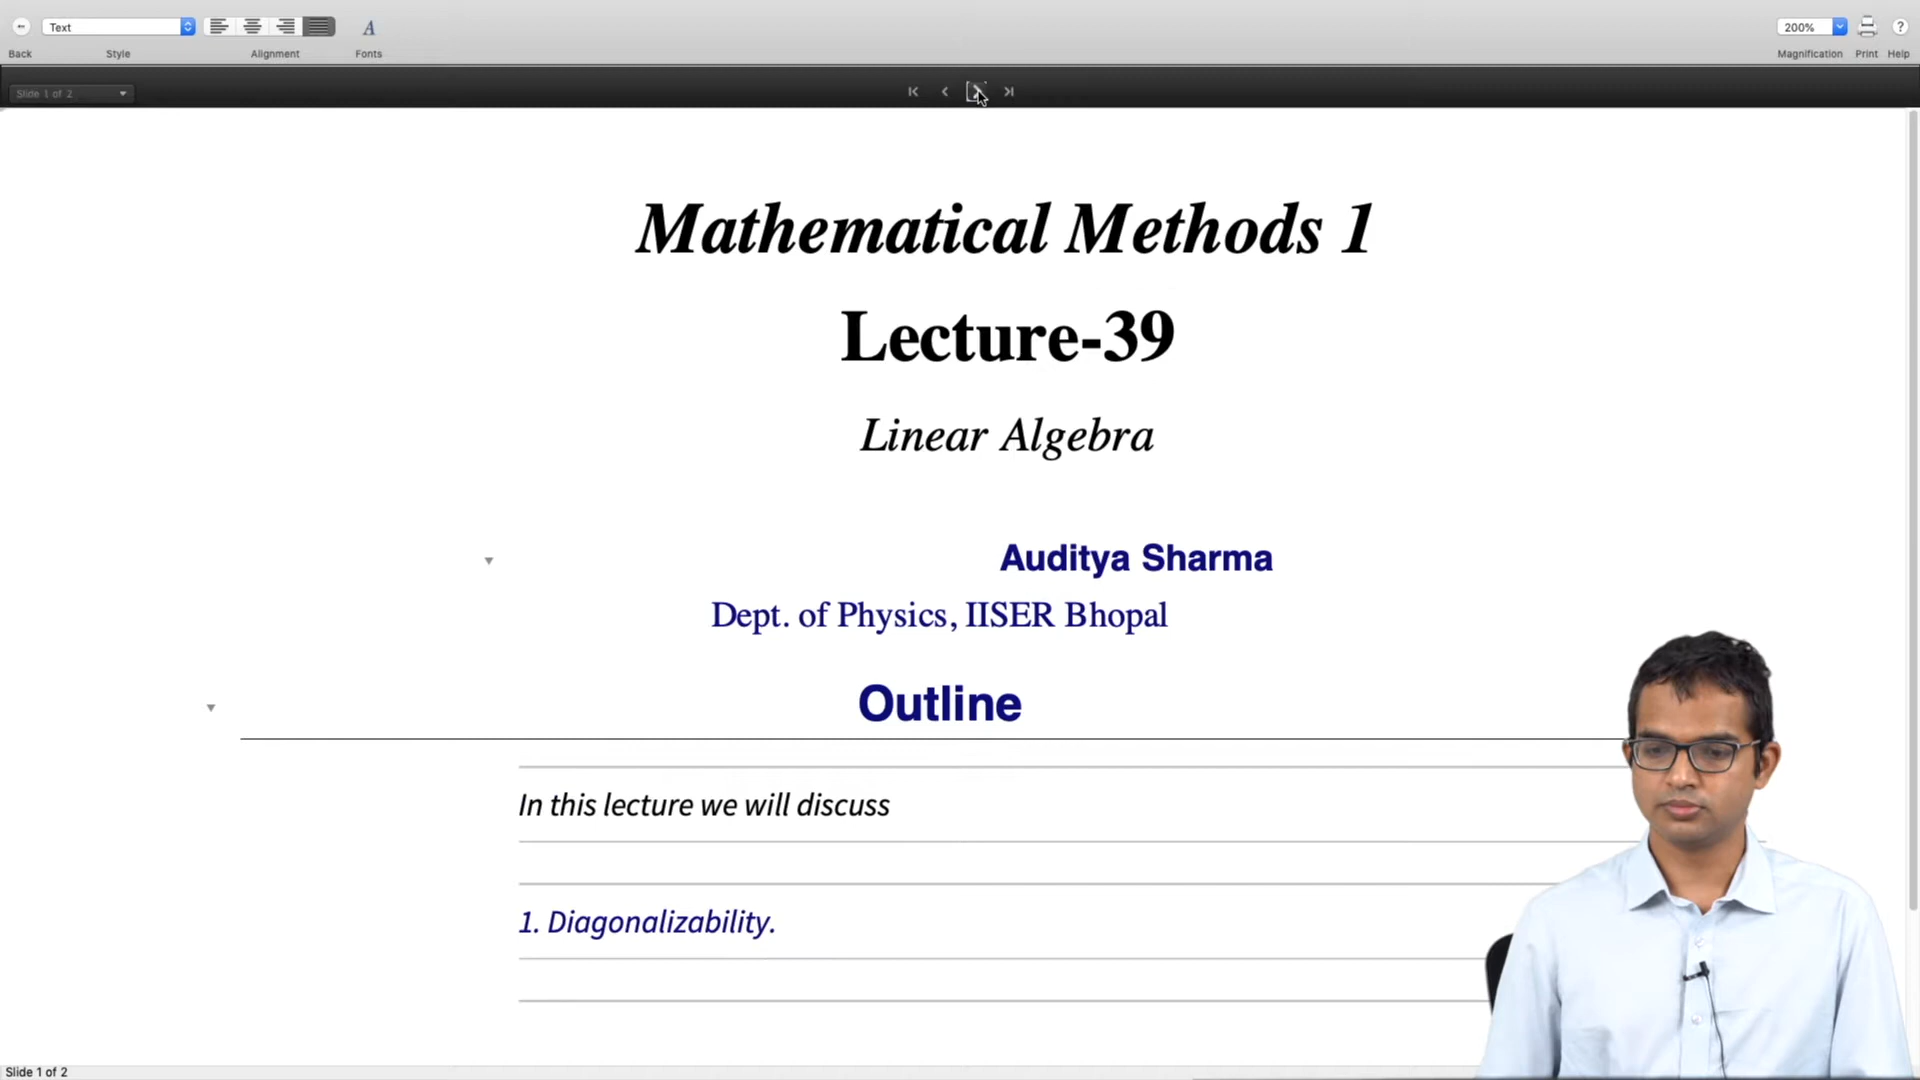 Text
200%
Back
Style
Alignment
Fonts
Magnification
Print
Help
Slide 1 of 2
Mathematical Methods 1
Lecture-39
Linear Algebra
Auditya Sharma
Dept. of Physics, IISER Bhopal
Outline
In this lecture we will discuss
1. Diagonalizability.
Slide 1 of 2